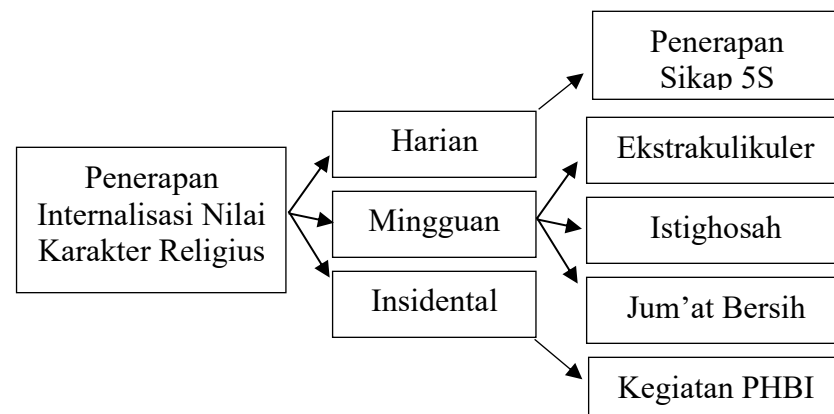 Penerapan
Internalisasi Nilai
Karakter Religius
Harian
Mingguan
Insidental
Penerapan
Sikap 5S
Ekstrakulikuler
Istighosah
Jum’at Bersih
Kegiatan PHBI